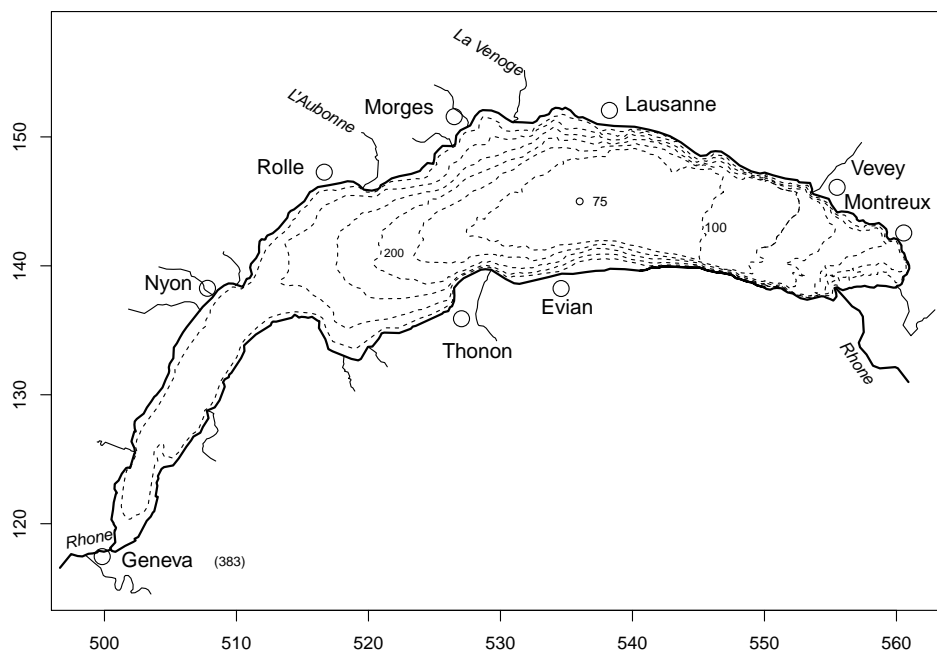 La Venoge
L'Aubonne
Morges
Lausanne
Rolle
Vevey
Montreux
75
100
200
Nyon
Evian
Thonon
Rhone
Rhone
Geneva (383)
150
140
130
120
500 510 520 530 540 550 560